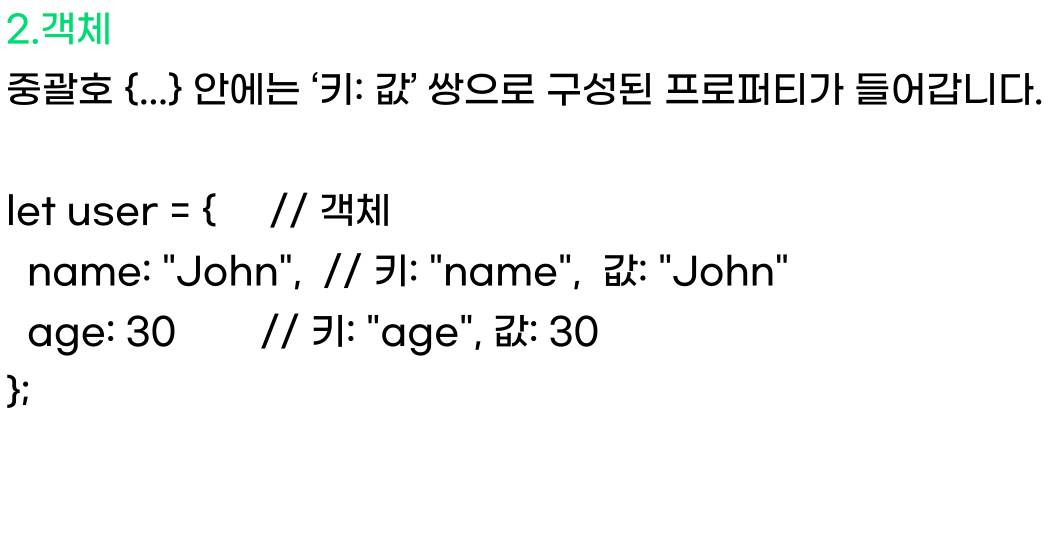 2.객체
중괄호 {...} 안에는 ‘키: 값’ 쌍으로 구성된 프로퍼티가 들어갑니다.
let user = {     // 객체
  name: "John",  // 키: "name",  값: "John"
  age: 30        // 키: "age", 값: 30
};